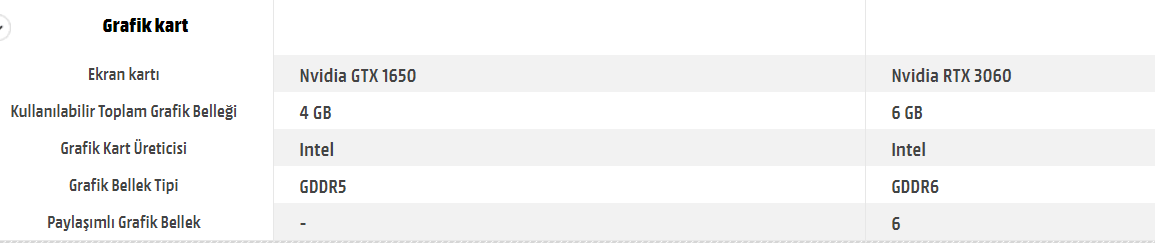 Grafik kart
Ekran kartı Nvidia GTX 1650 Nvidia RTX 3060
Kullanılabilir Toplam Grafik Belleği 4 GB 6 GB
Grafik Kart Üreticisi Intel Intel
Grafik Bellek Tipi GDDR5 GDDR6
Paylaşımlı Grafik Bellek - 6